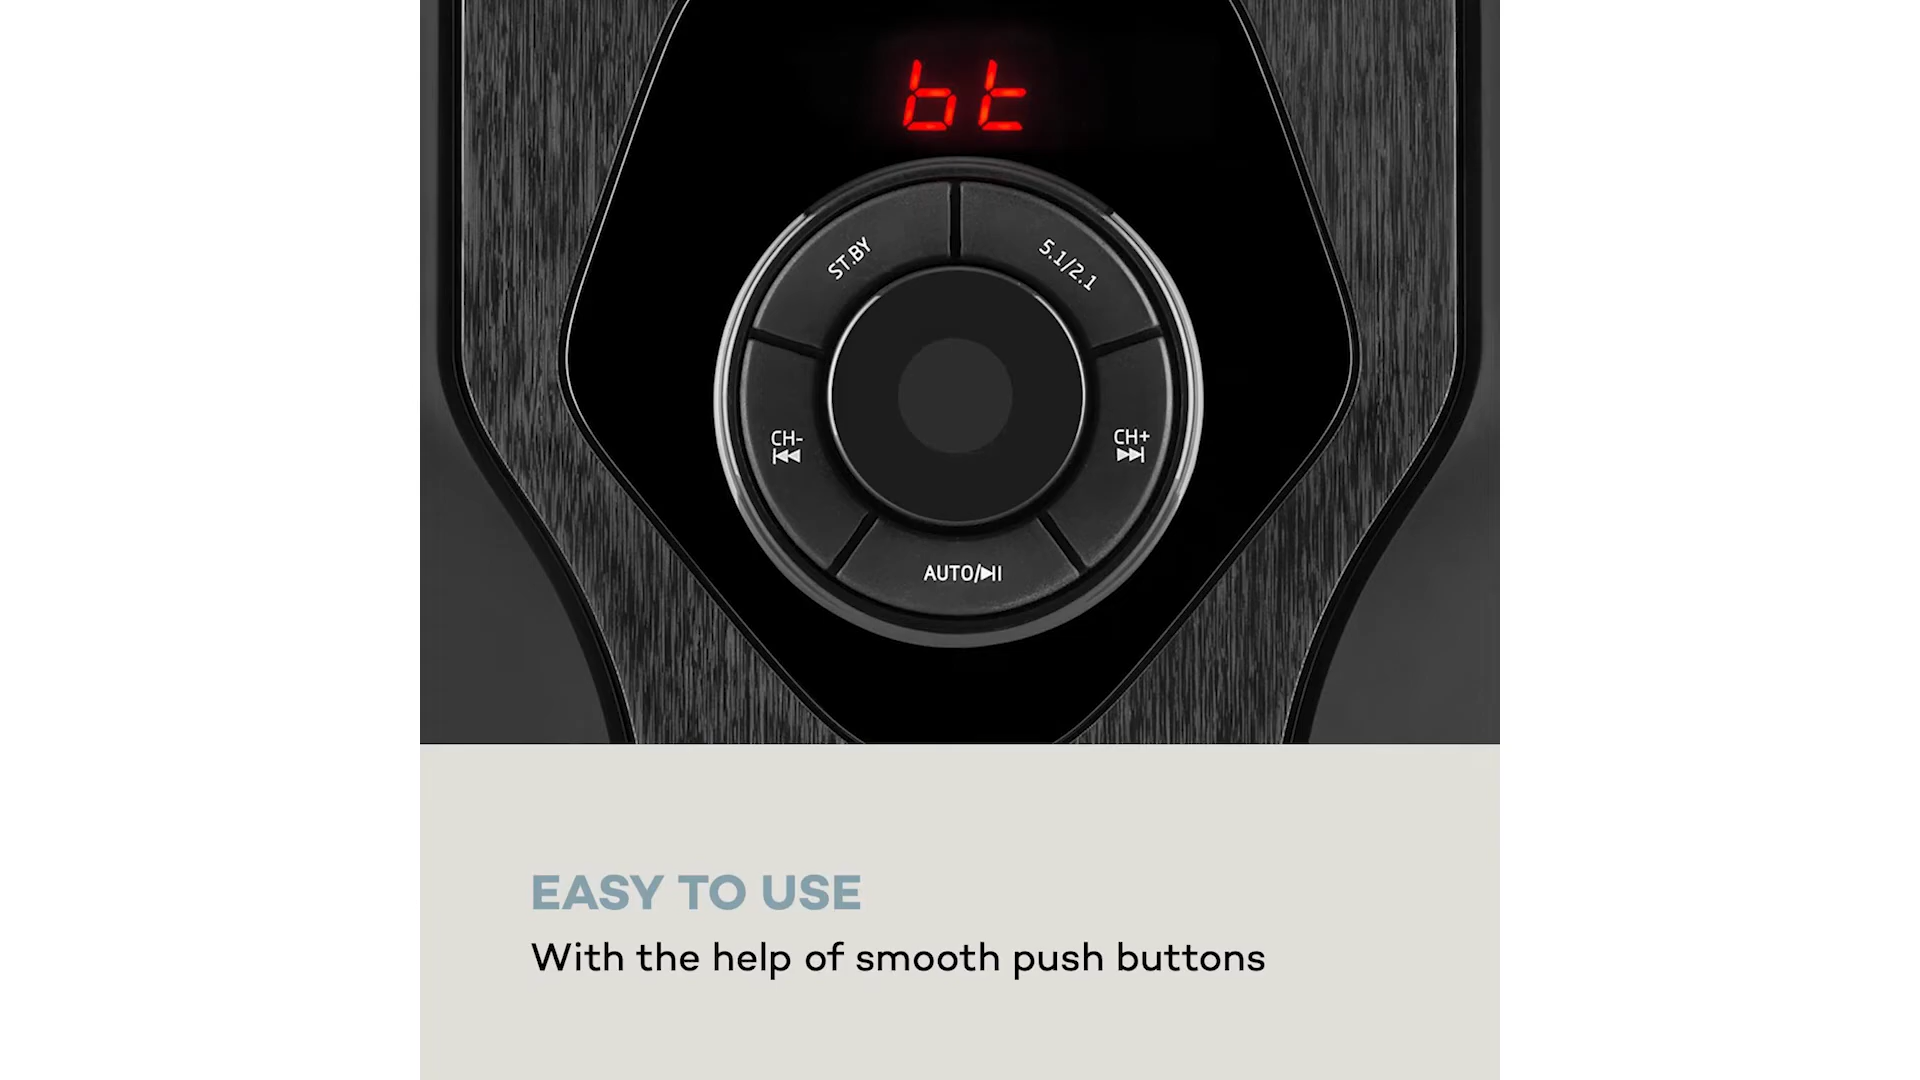 bt
ST.BY
5.1/2.1
CH-
CH+
AUTO/
EASY TO USE
With the help of smooth push buttons